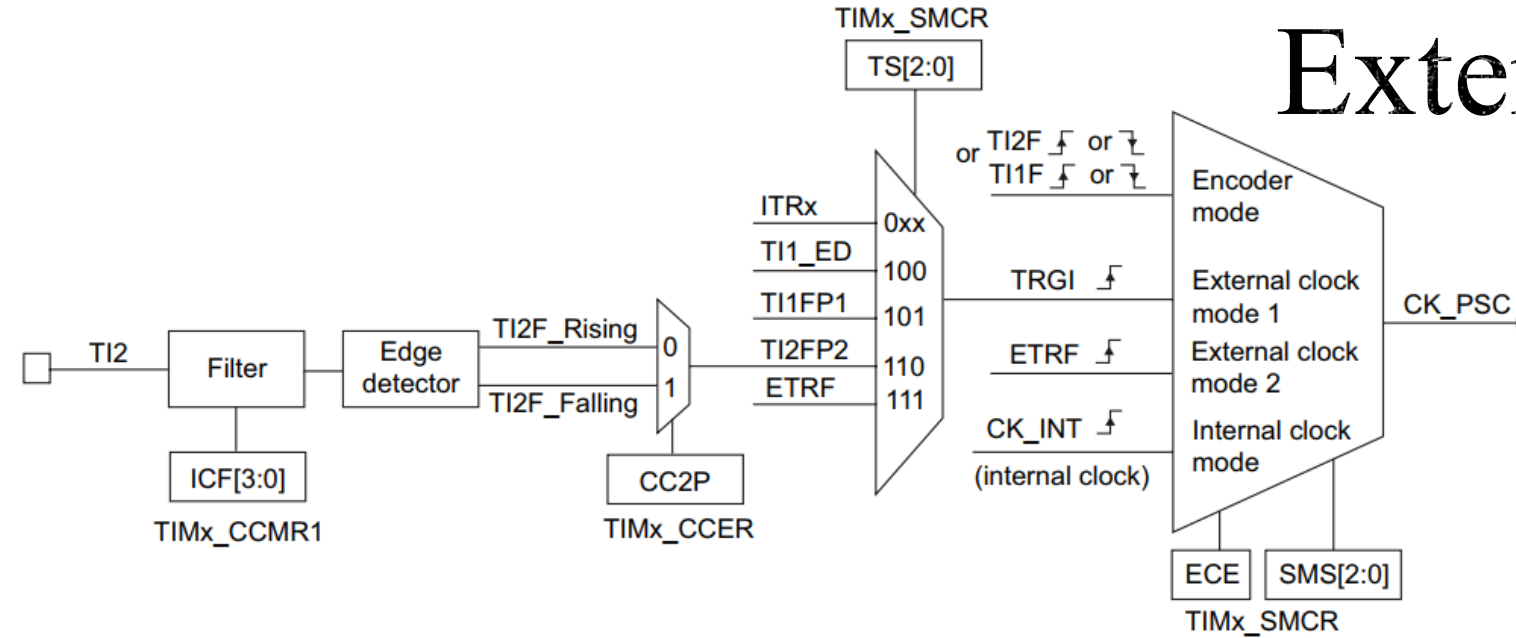 TIMx_SMCR
TS[2:0]
Exter
or TI2F or
TI1F or
Encoder
mode
ITRx
0xx
TI1_ED
100
TRGI
External clock
mode 1
CK_PSC
TI1FP1
101
TI2
Filter
Edge
detector
TI2F_Rising
0
TI2FP2
110
ETRF
External clock
mode 2
TI2F_Falling
1
ETRF
111
CK_INT
(internal clock)
Internal clock
mode
ICF[3:0]
TIMx_CCMR1
CC2P
TIMx_CCER
ECE
SMS[2:0]
TIMx_SMCR